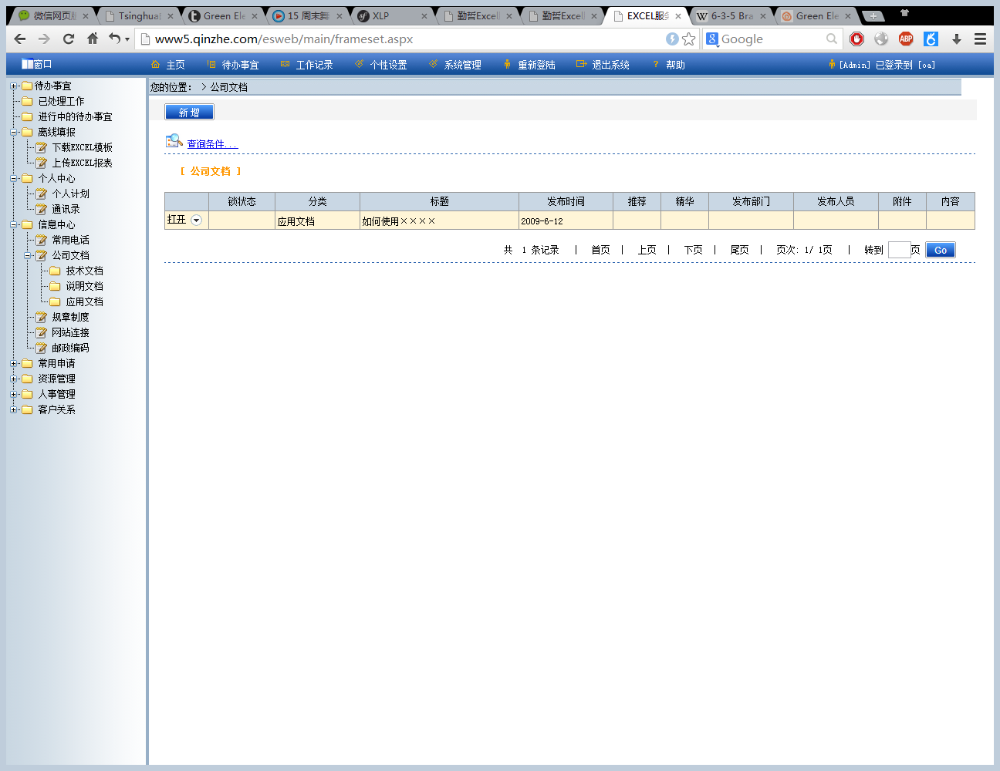 微信网页版 TsinghuaL Green Ele 15 周末舞 XLP 勤哲Excel 勤哲Excel EXCEL服务 6-3-5 Bra Green Ele
www5.qinzhe.com/esweb/main/frameset.aspx Google ABP
窗口 主页 待办事宜 工作记录 个性设置 系统管理 重新登陆 退出系统 帮助 [Admin] 已登录到 [oa]
待办事宜
已处理工作
进行中的待办事宜
离线填报
下载EXCEL模板
上传EXCEL报表
个人中心
个人计划
通讯录
信息中心
常用电话
公司文档
技术文档
说明文档
应用文档
规章制度
网站连接
邮政编码
常用申请
资源管理
人事管理
客户关系
您的位置: > 公司文档
新 增
查询条件...
[ 公司文档 ]
锁状态 分类 标题 发布时间 推荐 精华 发布部门 发布人员 附件 内容
打开 应用文档 如何使用×××× 2009-6-12
共 1 条记录 | 首页 | 上页 | 下页 | 尾页 | 页次: 1/ 1页 | 转到 页 Go